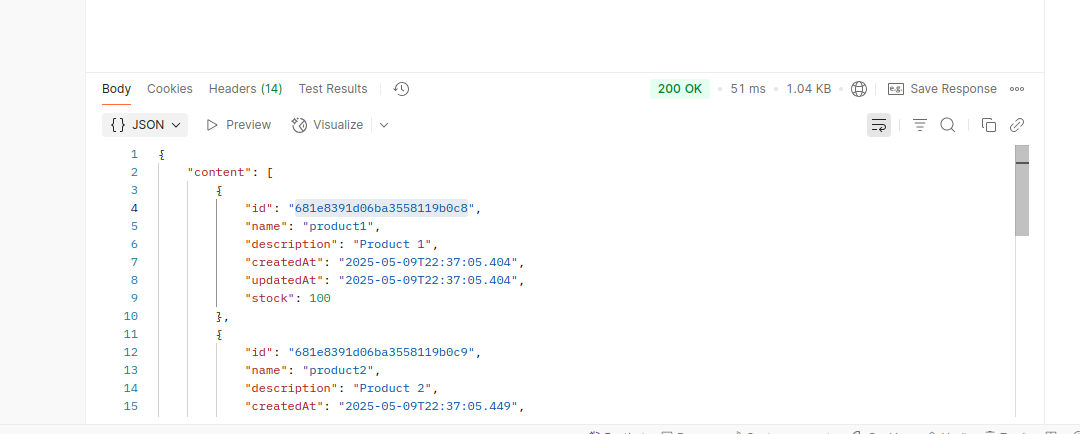 Body Cookies Headers (14) Test Results 200 OK 51 ms 1.04 KB e.g. Save Response
{} JSON Preview Visualize
1 {
2 "content": [
3 {
4 "id": "681e8391d06ba3558119b0c8",
5 "name": "product1",
6 "description": "Product 1",
7 "createdAt": "2025-05-09T22:37:05.404",
8 "updatedAt": "2025-05-09T22:37:05.404",
9 "stock": 100
10 },
11 {
12 "id": "681e8391d06ba3558119b0c9",
13 "name": "product2",
14 "description": "Product 2",
15 "createdAt": "2025-05-09T22:37:05.449",